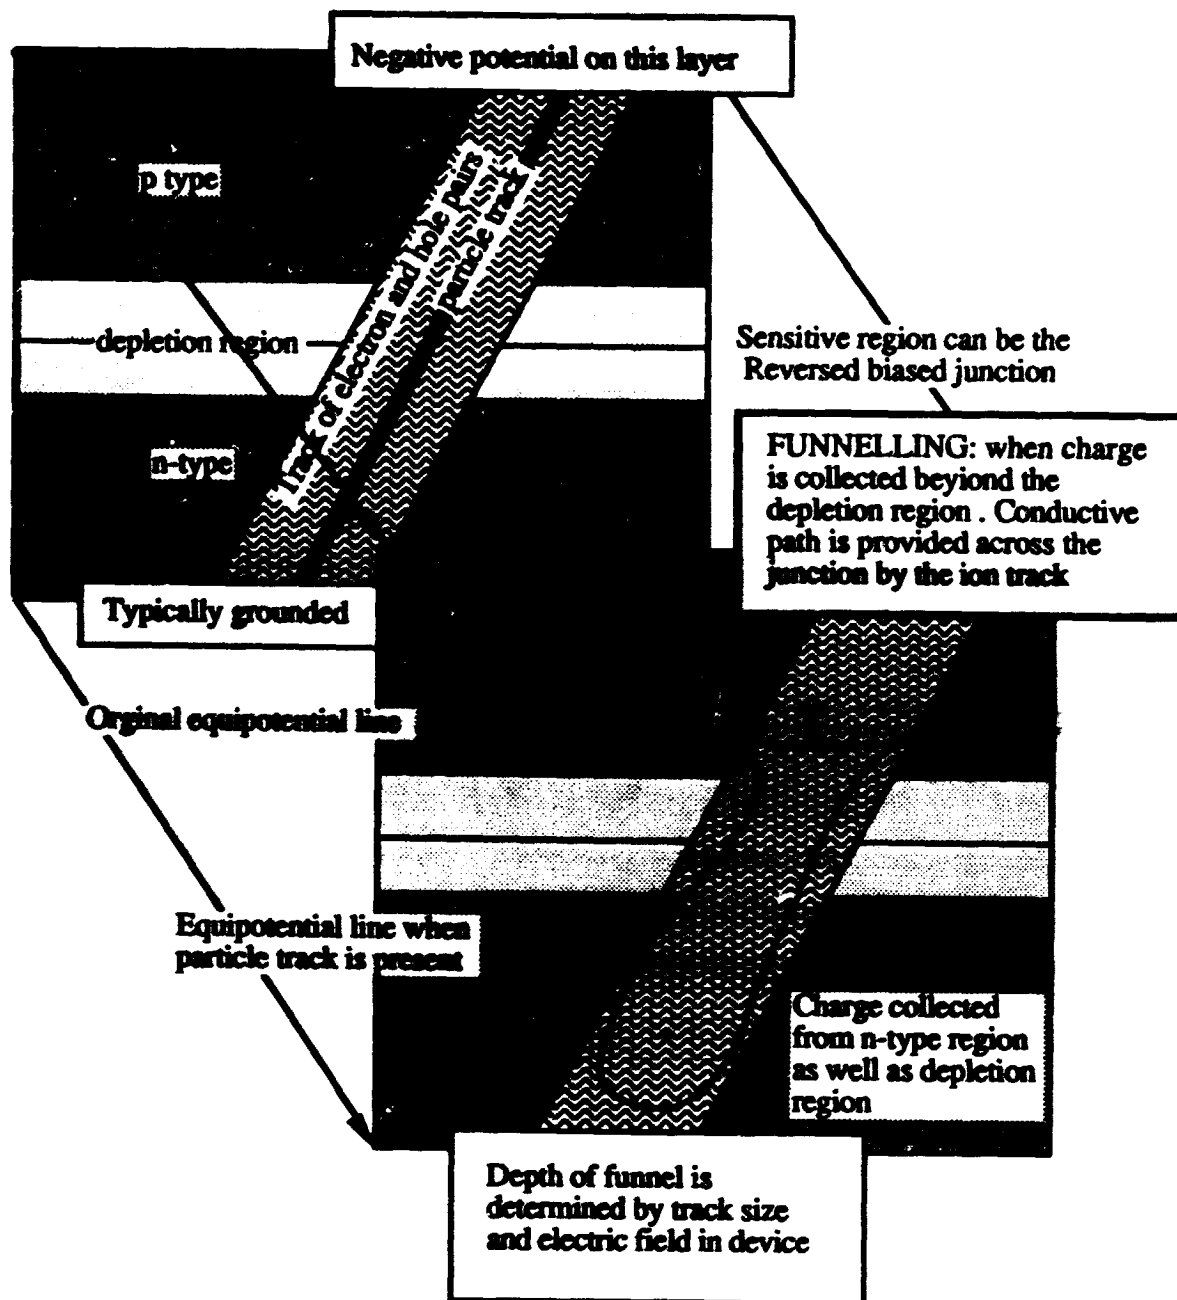 Negative potential on this layer
p type
Track of electron and hole pairs
particle track
depletion region
Sensitive region can be the
Reversed biased junction
n-type
FUNNELLING: when charge
is collected beyiond the
depletion region . Conductive
path is provided across the
junction by the ion track
Typically grounded
Orginal equipotential line
Equipotential line when
particle track is present
Charge collected
from n-type region
as well as depletion
region
Depth of funnel is
determined by track size
and electric field in device